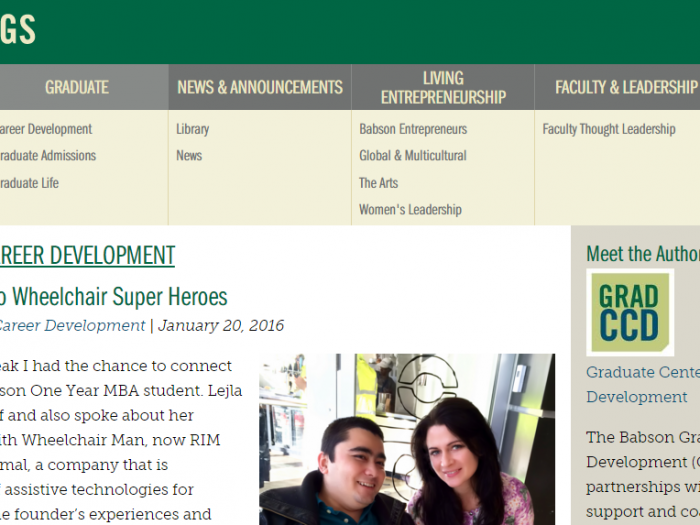 GS
GRADUATE
NEWS & ANNOUNCEMENTS
LIVING
ENTREPRENEURSHIP
FACULTY & LEADERSHIP
areer Development
raduate Admissions
raduate Life
Library
News
Babson Entrepreneurs
Global & Multicultural
The Arts
Women's Leadership
Faculty Thought Leadership
AREER DEVELOPMENT
o Wheelchair Super Heroes
Career Development | January 20, 2016
eak I had the chance to connect
son One Year MBA student. Lejla
f and also spoke about her
ith Wheelchair Man, now RIM
mal, a company that is
f assistive technologies for
e founder's experiences and
Meet the Autho
GRAD
CCD
Graduate Cente
Development
The Babson Gra
Development (
partnerships wi
support and co